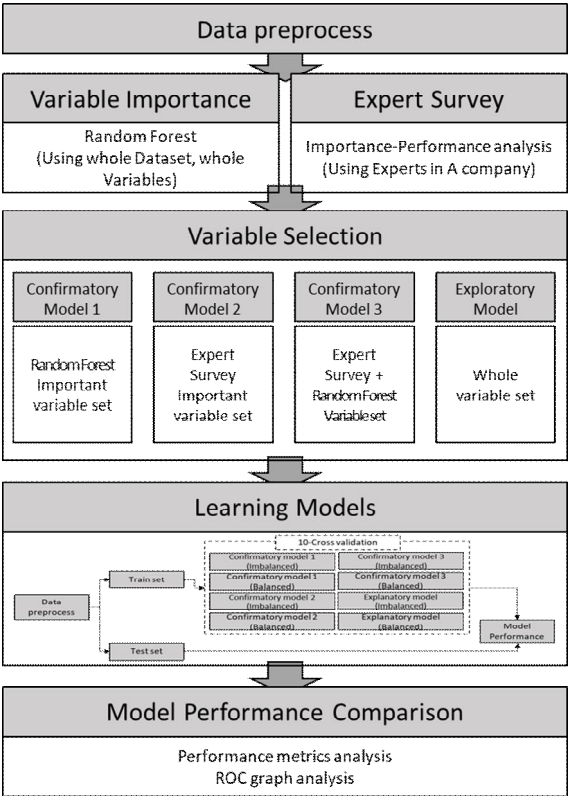 Data preprocess
Variable Importance
Random Forest
(Using whole Dataset, whole
Variables)
Expert Survey
Importance-Performance analysis
(Using Experts in A company)
Variable Selection
Confirmatory
Model 1
Confirmatory
Model 2
Confirmatory
Model 3
Exploratory
Model
Random Forest
Important
variable set
Expert
Survey
Important
variable set
Expert
Survey +
Random Forest
Variable set
Whole
variable set
Learning Models
10-Cross validation
Data
preprocess
Train set
Test set
Confirmatory model 1
(Imbalanced)
Confirmatory model 3
(Imbalanced)
Confirmatory model 1
(Balanced)
Confirmatory model 3
(Balanced)
Confirmatory model 2
(Imbalanced)
Explanatory model
(Imbalanced)
Confirmatory model 2
(Balanced)
Explanatory model
(Balanced)
Model
Performance
Model Performance Comparison
Performance metrics analysis
ROC graph analysis